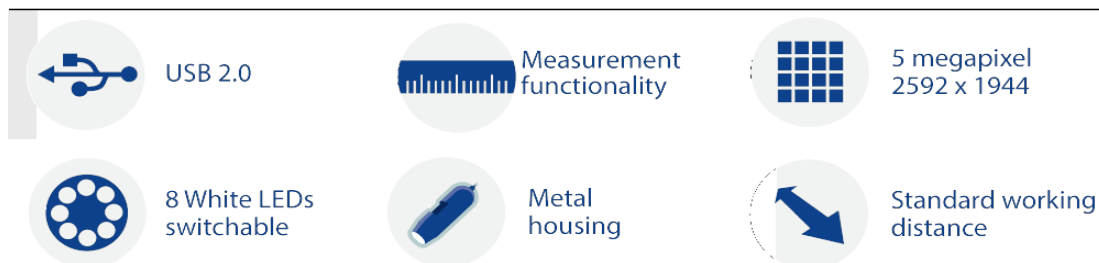 USB 2.0
Measurement
functionality
5 megapixel
2592 x 1944
8 White LEDs
switchable
Metal
housing
Standard working
distance